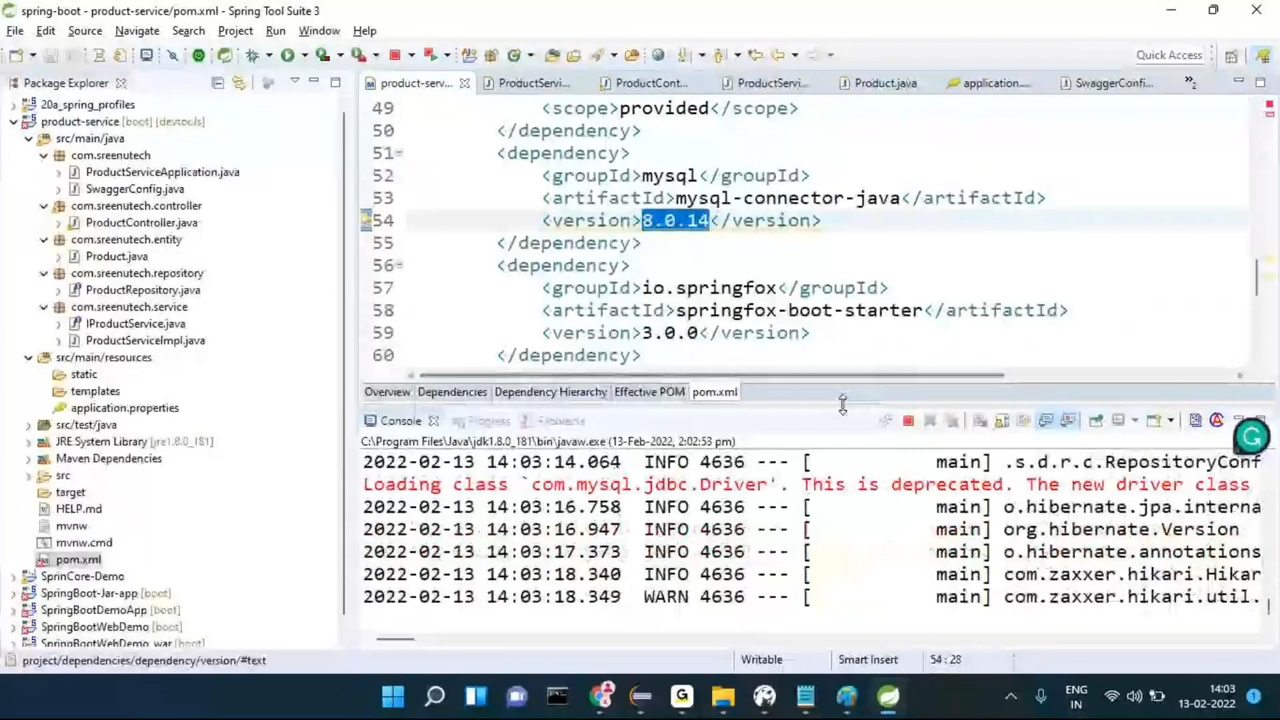 spring-boot - product-service/pom.xml - Spring Tool Suite 3
File Edit Source Navigate Search Project Run Window Help
Quick Access
Package Explorer
20a_spring_profiles
product-service [boot] [devtools]
src/main/java
com.sreenutech
ProductServiceApplication.java
SwaggerConfig.java
com.sreenutech.controller
ProductController.java
com.sreenutech.entity
Product.java
com.sreenutech.repository
ProductRepository.java
com.sreenutech.service
IProductService.java
ProductServiceImpl.java
src/main/resources
static
templates
application.properties
src/test/java
JRE System Library [jre1.8.0_181]
Maven Dependencies
src
target
HELP.md
mvnw
mvnw.cmd
pom.xml
SprinCore-Demo
SpringBoot-Jar-app [boot]
SpringBootDemoApp [boot]
SpringBootWebDemo [boot]
SpringBootWebDemo_war [boot]
product-serv... ProductServi... ProductCont... ProductServi... Product.java application.... SwaggerConfi... »2
49 <scope>provided</scope>
50 </dependency>
51 <dependency>
52 <groupId>mysql</groupId>
53 <artifactId>mysql-connector-java</artifactId>
54 <version>8.0.14</version>
55 </dependency>
56 <dependency>
57 <groupId>io.springfox</groupId>
58 <artifactId>springfox-boot-starter</artifactId>
59 <version>3.0.0</version>
60 </dependency>
Overview Dependencies Dependency Hierarchy Effective POM pom.xml
Console Progress Problems
C:\Program Files\Java\jdk1.8.0_181\bin\javaw.exe (13-Feb-2022, 2:02:53 pm)
2022-02-13 14:03:14.064 INFO 4636 --- [ main] .s.d.r.c.RepositoryConf
Loading class `com.mysql.jdbc.Driver'. This is deprecated. The new driver class
2022-02-13 14:03:16.758 INFO 4636 --- [ main] o.hibernate.jpa.interna
2022-02-13 14:03:16.947 INFO 4636 --- [ main] org.hibernate.Version
2022-02-13 14:03:17.373 INFO 4636 --- [ main] o.hibernate.annotations
2022-02-13 14:03:18.340 INFO 4636 --- [ main] com.zaxxer.hikari.Hikar
2022-02-13 14:03:18.349 WARN 4636 --- [ main] com.zaxxer.hikari.util.
project/dependencies/dependency/version/#text
Writable Smart Insert 54 : 28
ENG
IN
14:03
13-02-2022